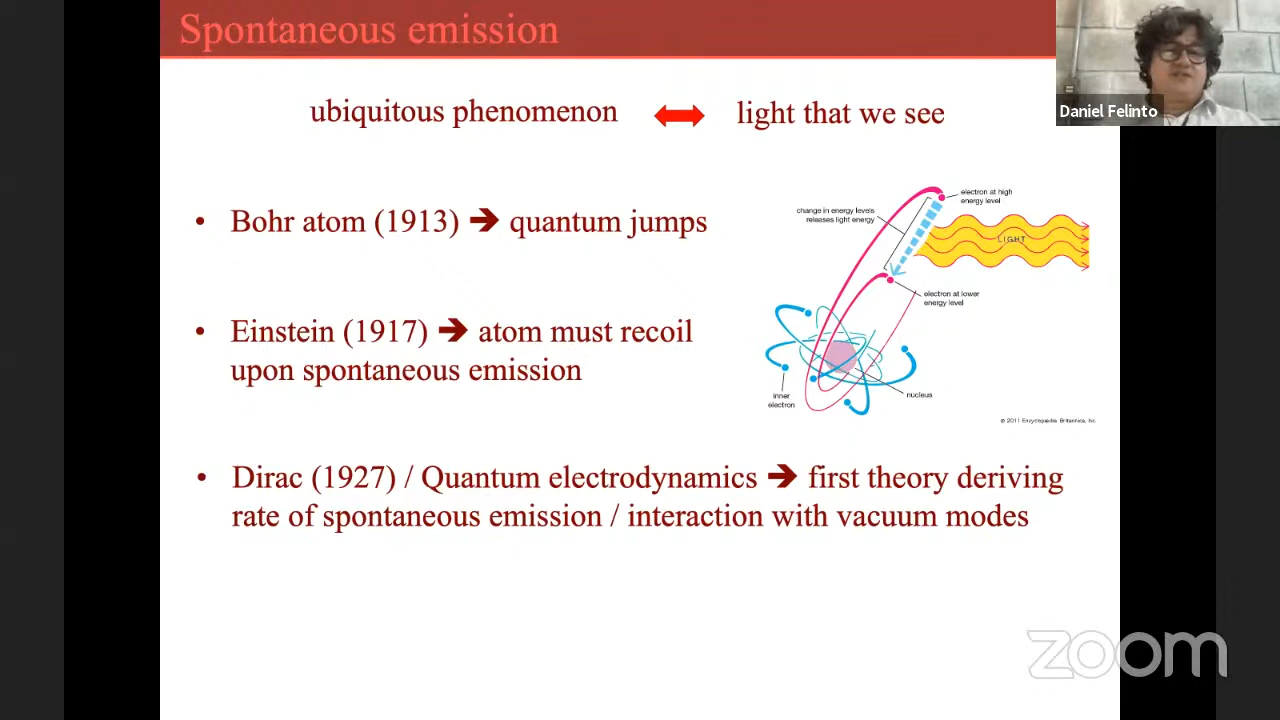 Spontaneous emission
Daniel Felinto
ubiquitous phenomenon
light that we see
• Bohr atom (1913) ➔ quantum jumps
• Einstein (1917) ➔ atom must recoil
upon spontaneous emission
electron at high
energy level
change in energy levels
releases light energy
LIGHT
electron at lower
energy level
inner
electron
nucleus
© 2011 Encyclopædia Britannica, Inc.
• Dirac (1927) / Quantum electrodynamics ➔ first theory deriving
rate of spontaneous emission / interaction with vacuum modes
zoom